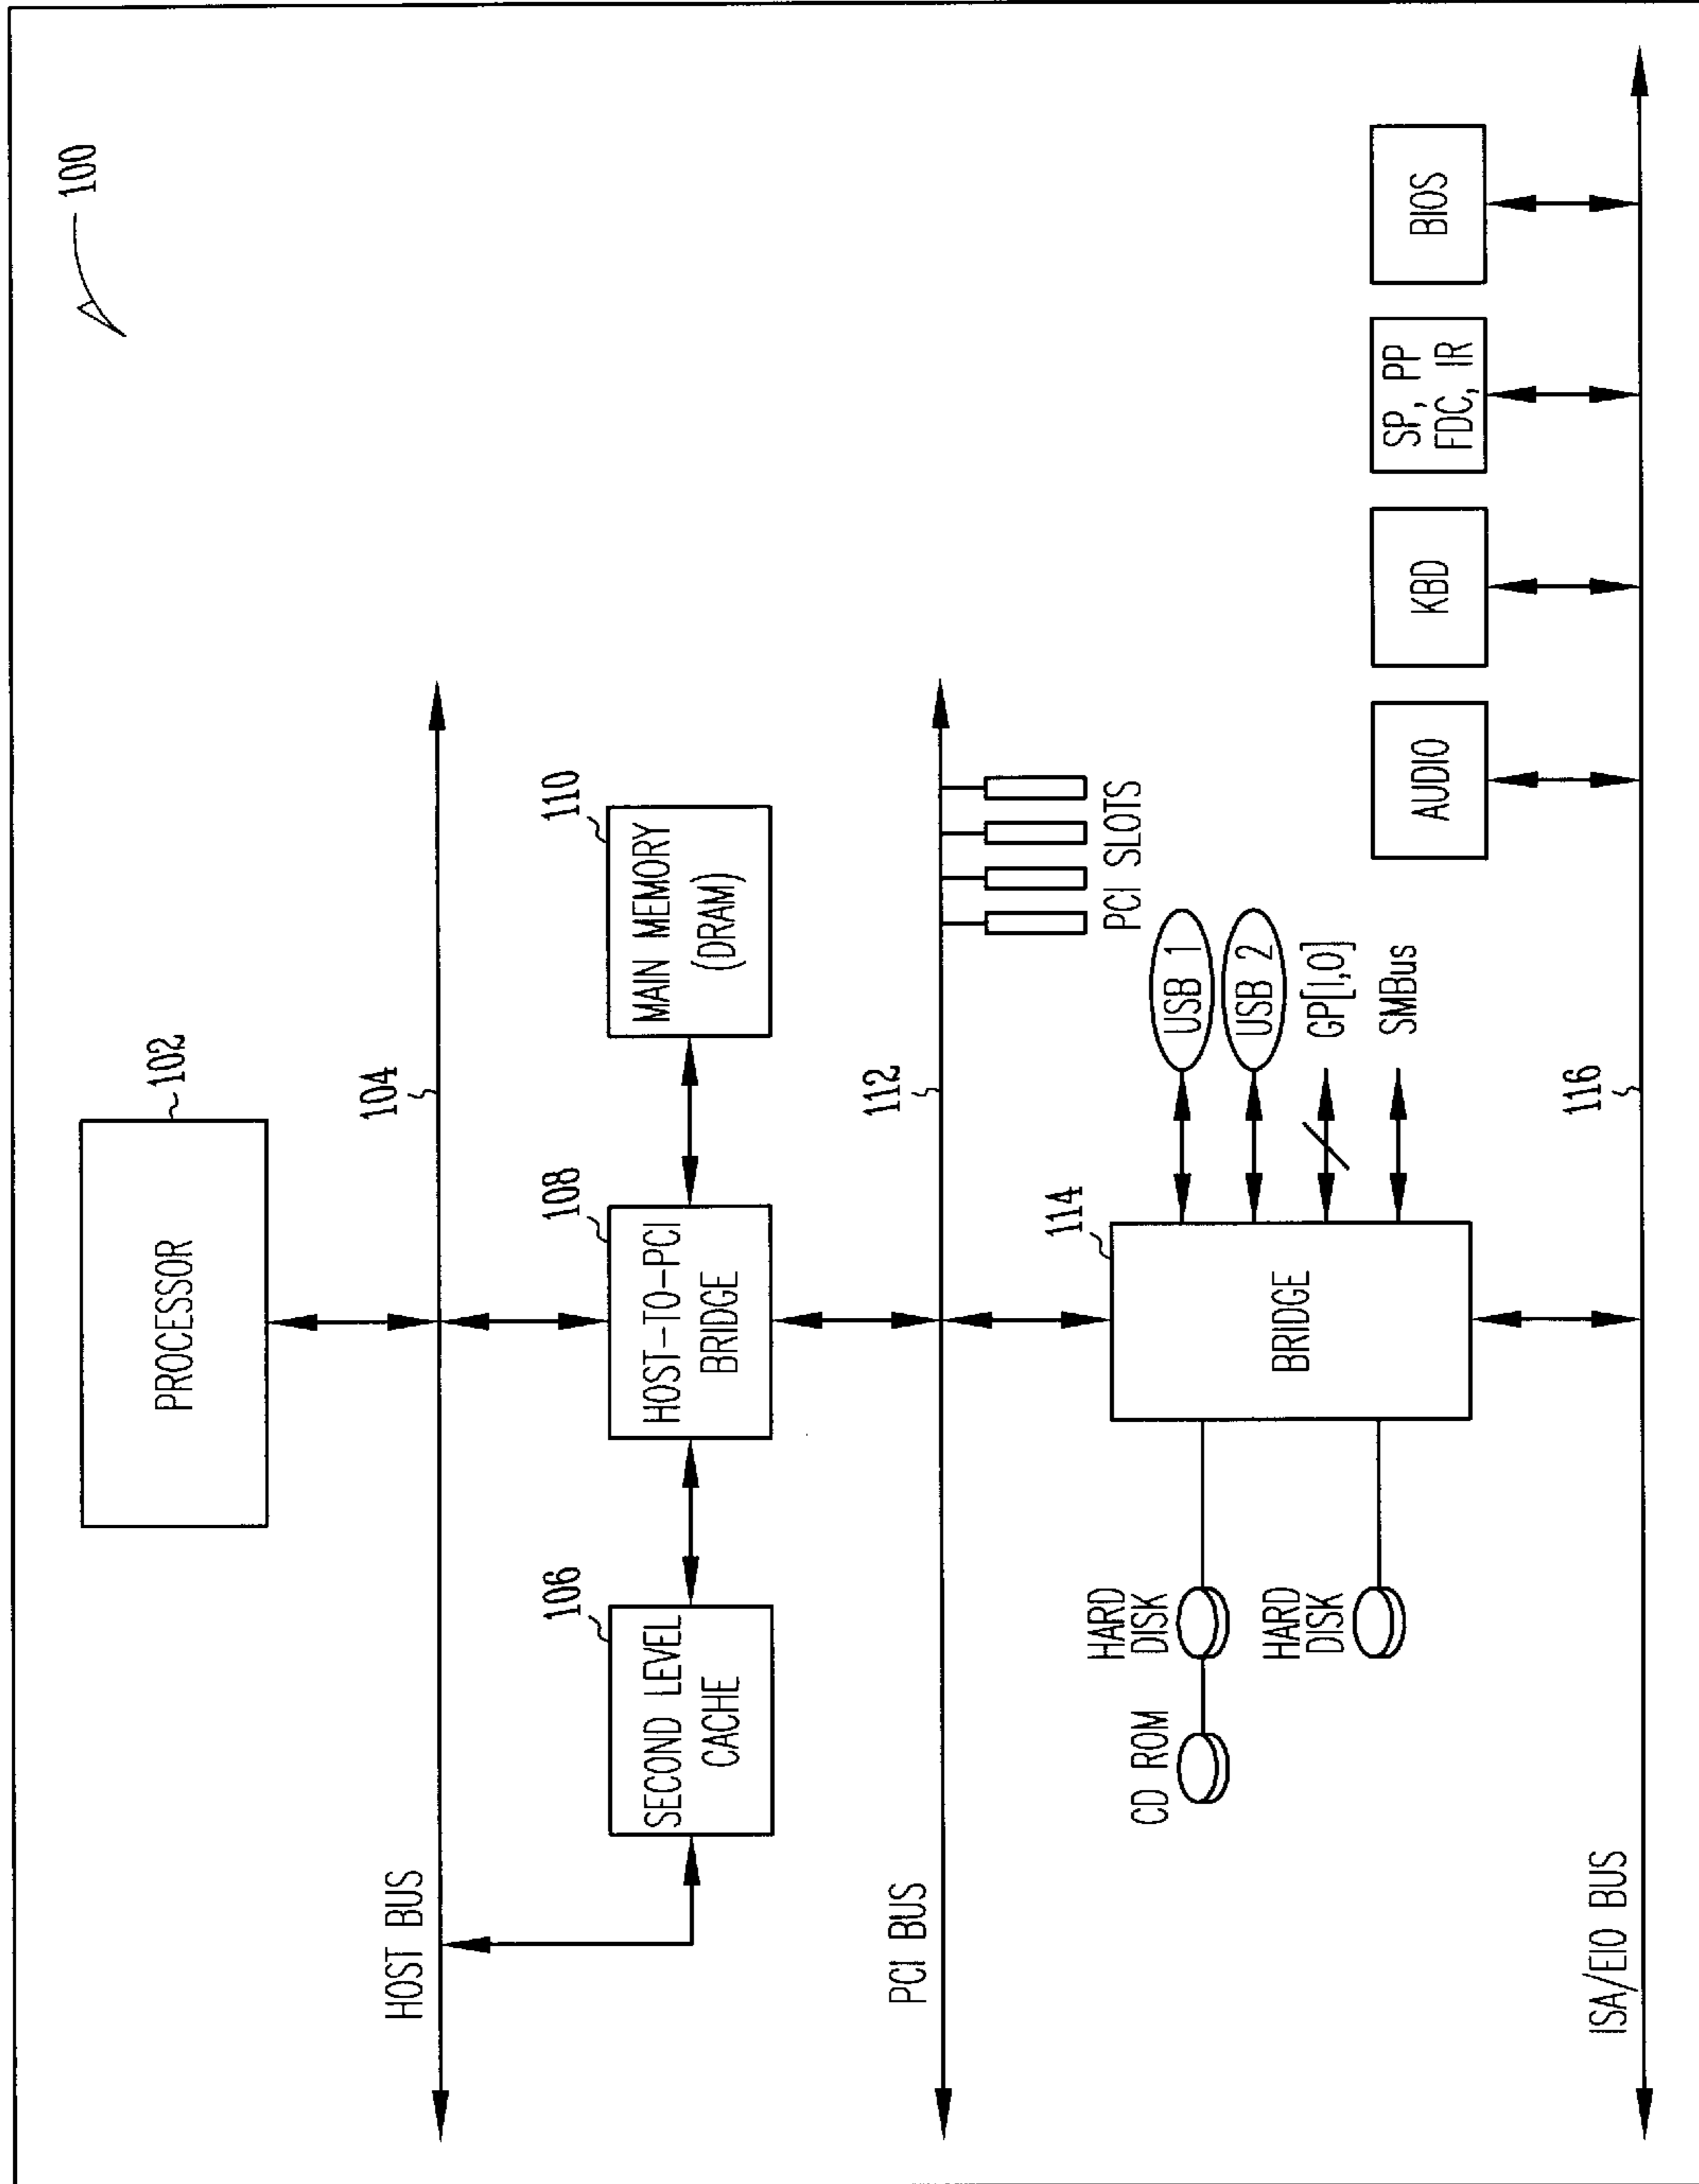 100
PROCESSOR
102
HOST BUS
104
106
SECOND LEVEL
CACHE
108
HOST-TO-PCI
BRIDGE
110
MAIN MEMORY
(DRAM)
PCI BUS
112
PCI SLOTS
114
BRIDGE
HARD
DISK
CD ROM
HARD
DISK
USB 1
USB 2
GP[1,0]
SMBus
AUDIO
KBD
SP, PP
FDC, IR
BIOS
ISA/EIO BUS
116